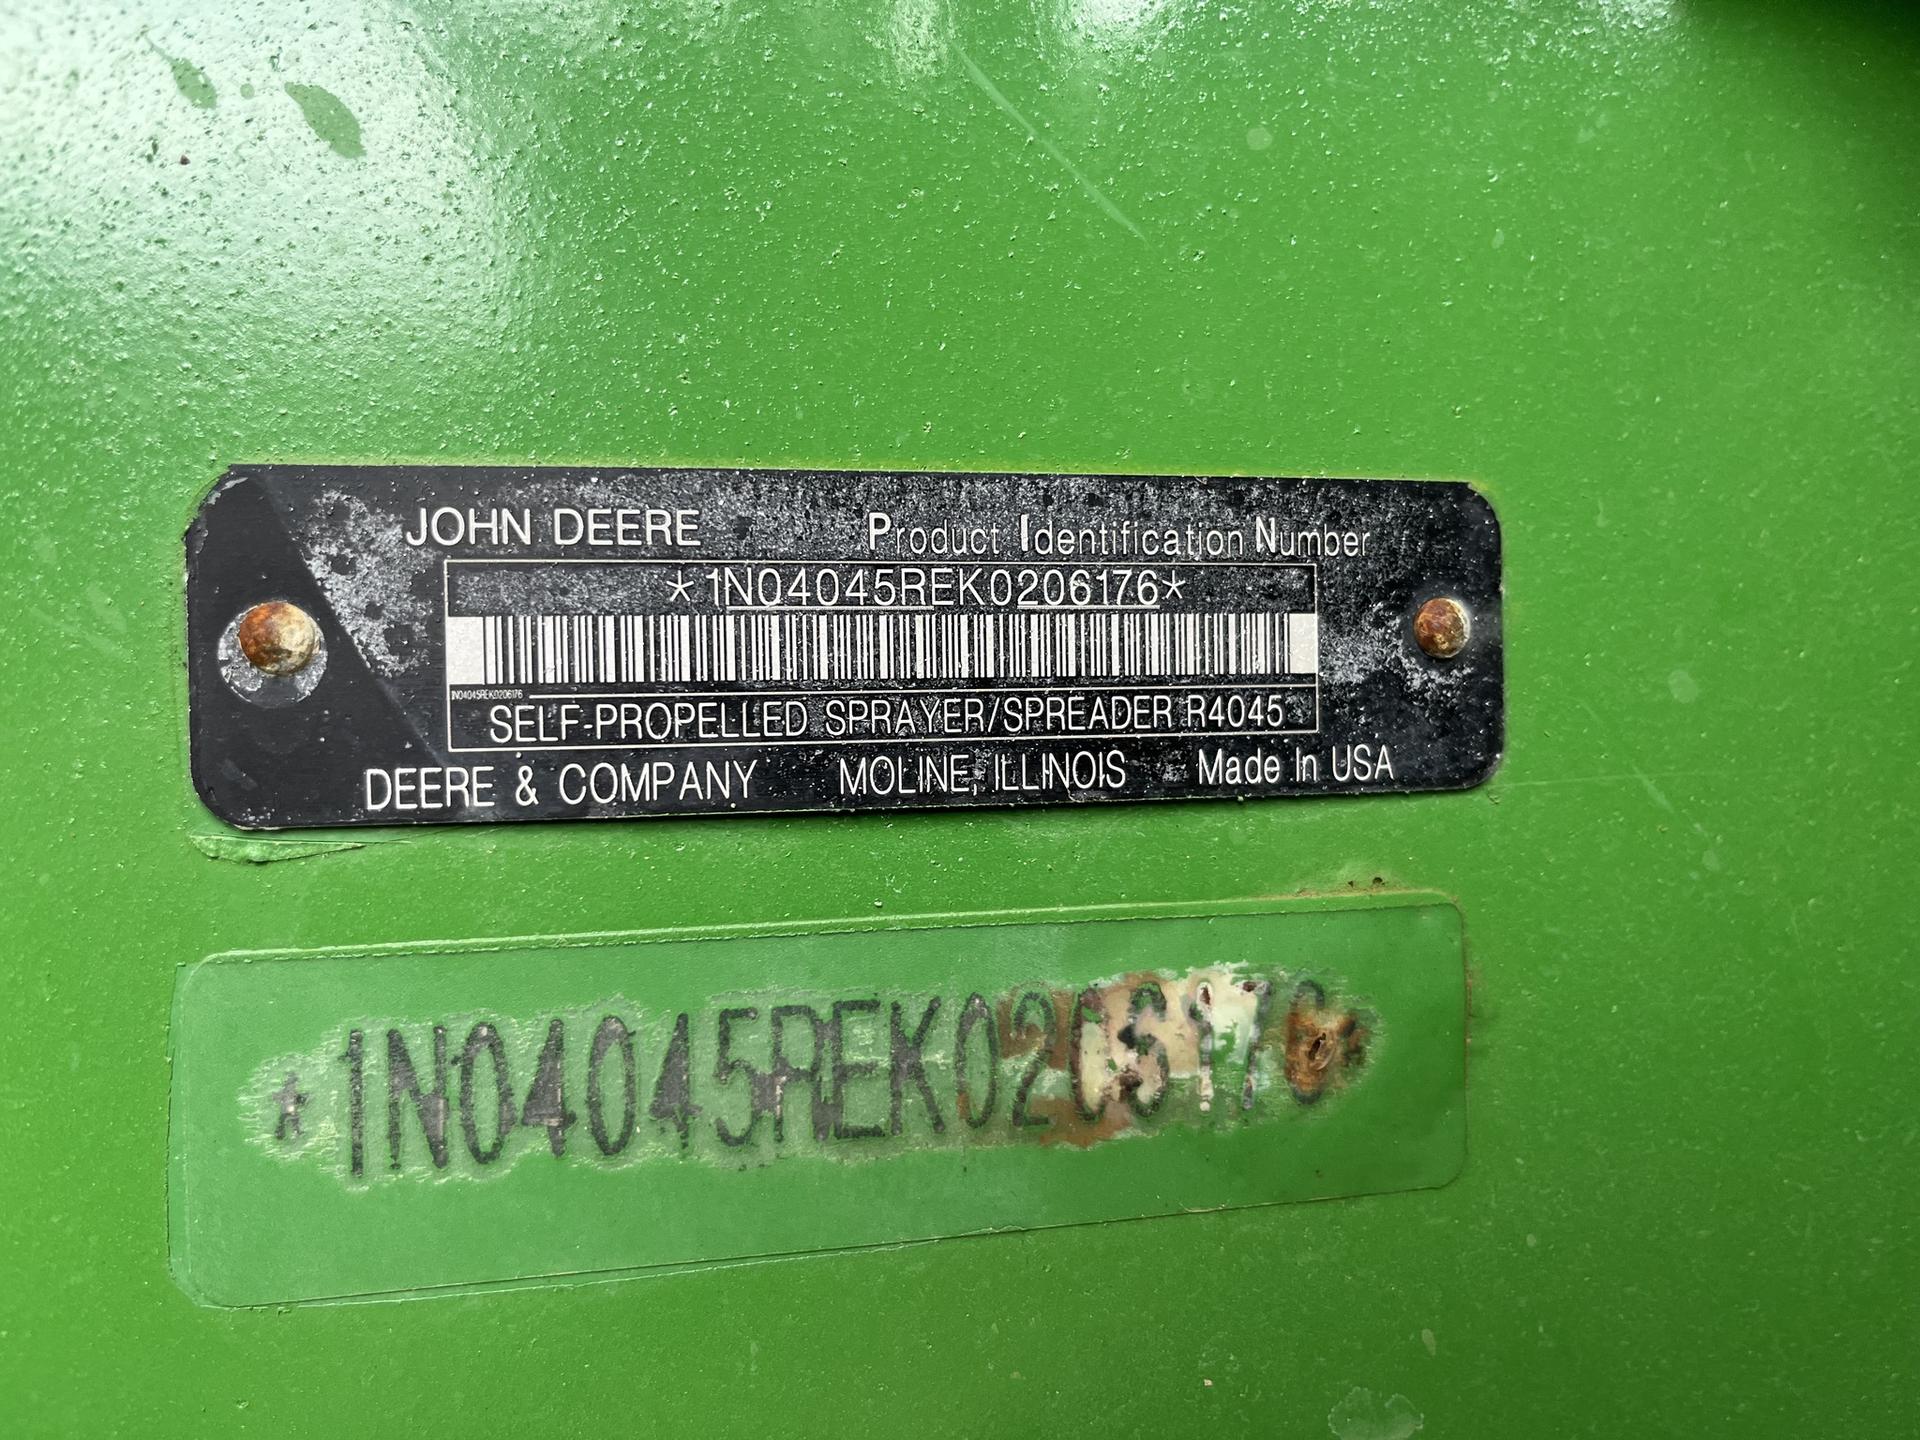 JOHN DEERE Product Identification Number
*1N04045REK0206176*
1N04045REK0206176
SELF-PROPELLED SPRAYER/SPREADER R4045
DEERE & COMPANY MOLINE, ILLINOIS Made In USA
*1N04045REK0206176